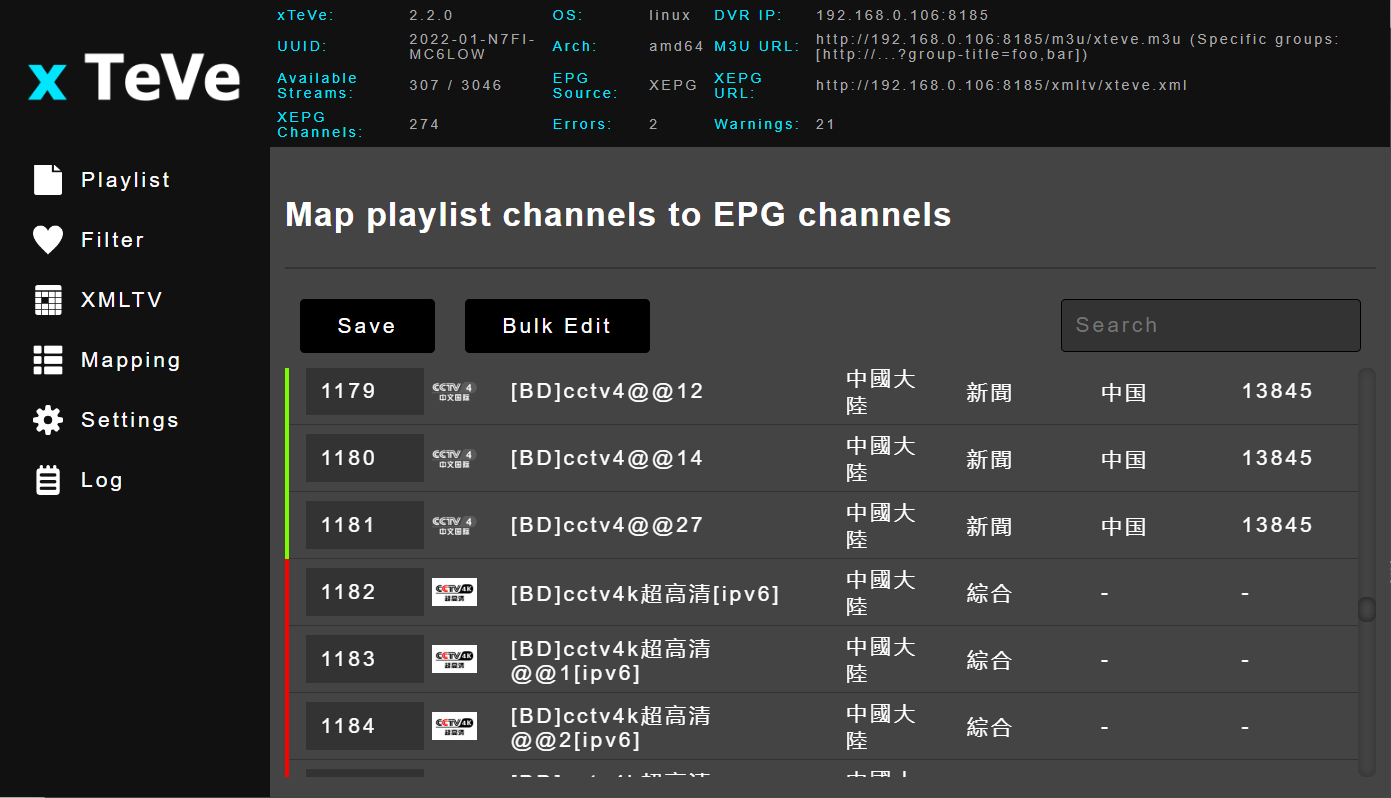 xTeVe: 2.2.0 OS: linux DVR IP: 192.168.0.106:8185
UUID: 2022-01-N7FI-MC6LOW Arch: amd64 M3U URL: http://192.168.0.106:8185/m3u/xteve.m3u (Specific groups: [http://...?group-title=foo,bar])
Available Streams: 307 / 3046 EPG Source: XEPG XEPG URL: http://192.168.0.106:8185/xmltv/xteve.xml
XEPG Channels: 274 Errors: 2 Warnings: 21
x TeVe
Playlist
Filter
XMLTV
Mapping
Settings
Log
Map playlist channels to EPG channels
Save Bulk Edit Search
1179 CCTV 4 中文国际 [BD]cctv4@@12 中國大陸 新聞 中国 13845
1180 CCTV 4 中文国际 [BD]cctv4@@14 中國大陸 新聞 中国 13845
1181 CCTV 4 中文国际 [BD]cctv4@@27 中國大陸 新聞 中国 13845
1182 CCTV4K 超高清 [BD]cctv4k超高清[ipv6] 中國大陸 綜合 - -
1183 CCTV4K 超高清 [BD]cctv4k超高清@@1[ipv6] 中國大陸 綜合 - -
1184 CCTV4K 超高清 [BD]cctv4k超高清@@2[ipv6] 中國大陸 綜合 - -